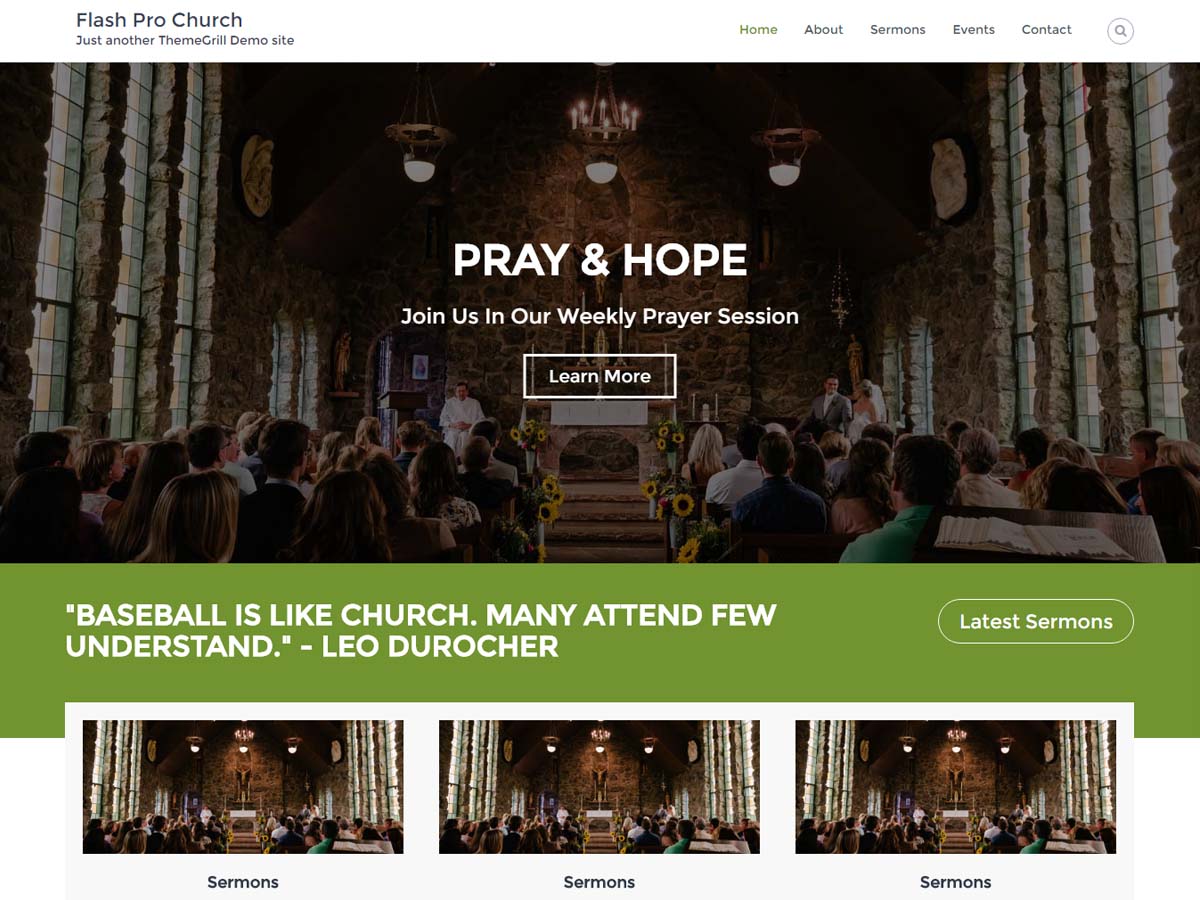 Flash Pro Church
Just another ThemeGrill Demo site
Home About Sermons Events Contact
PRAY & HOPE
Join Us In Our Weekly Prayer Session
Learn More
"BASEBALL IS LIKE CHURCH. MANY ATTEND FEW
UNDERSTAND." - LEO DUROCHER
Latest Sermons
Sermons Sermons Sermons